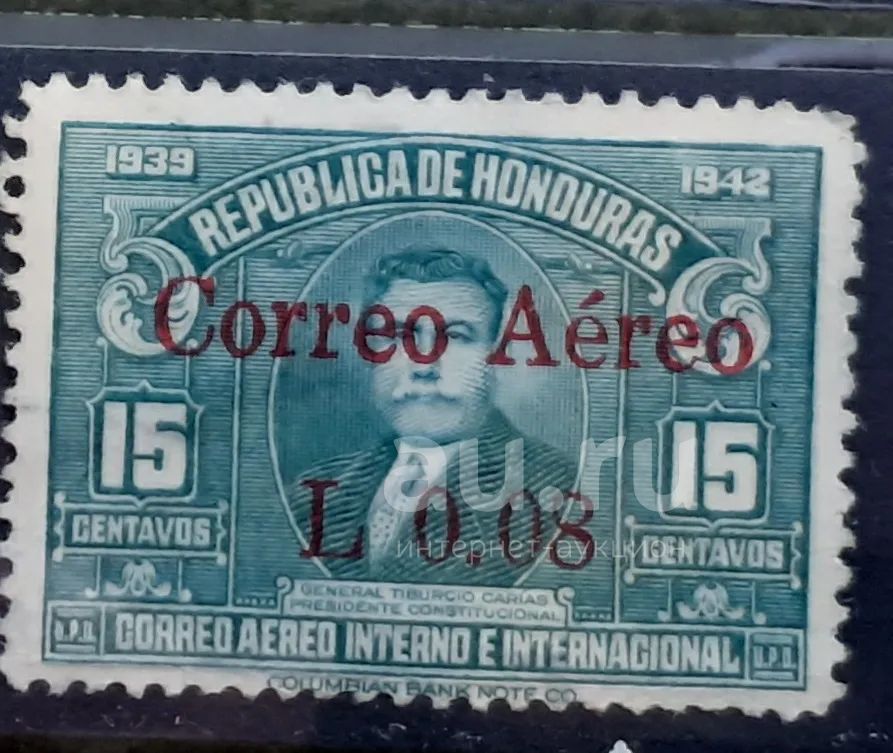 1939
1942
REPUBLICA DE HONDURAS
Correo Aéreo
15
15
L 0.08
au.ru
интернет-аукцион
CENTAVOS
CENTAVOS
GENERAL TIBURCIO CARIAS
PRESIDENTE CONSTITUCIONAL
U.P.U.
CORREO AEREO INTERNO E INTERNACIONAL
U.P.U.
COLUMBIAN BANK NOTE CO.